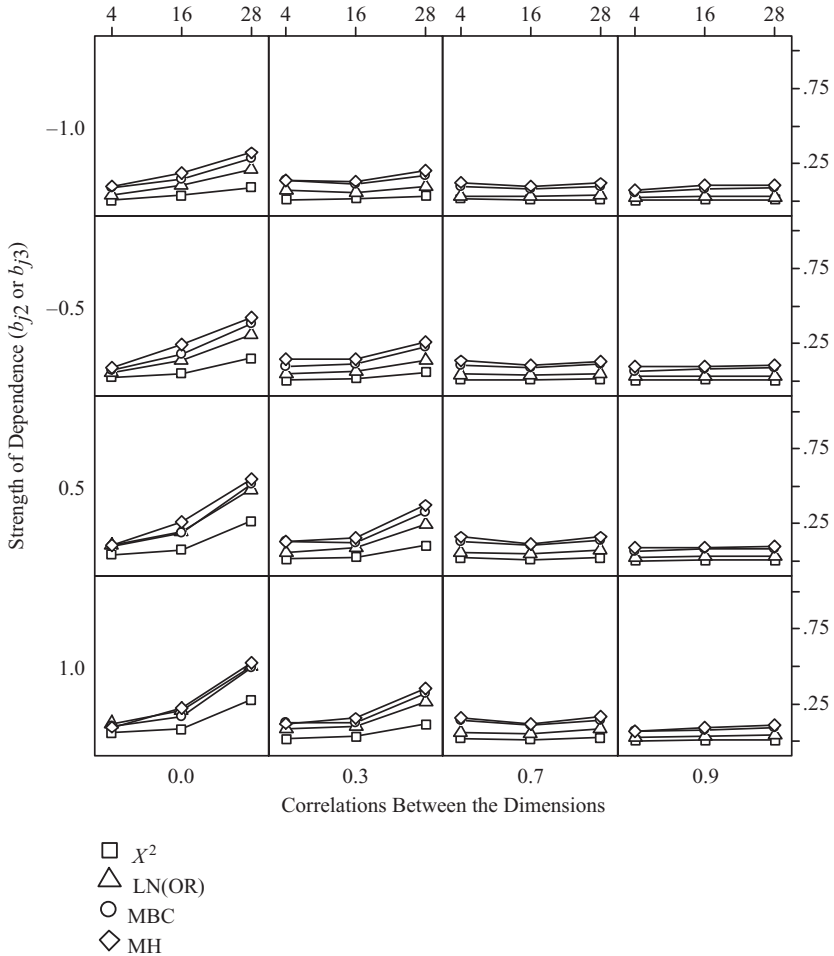 4 16 28 4 16 28 4 16 28 4 16 28
−1.0
.75
.25
−0.5
.75
.25
0.5
.75
.25
1.0
.75
.25
Strength of Dependence (bj2 or bj3)
0.0 0.3 0.7 0.9
Correlations Between the Dimensions
X2
LN(OR)
MBC
MH